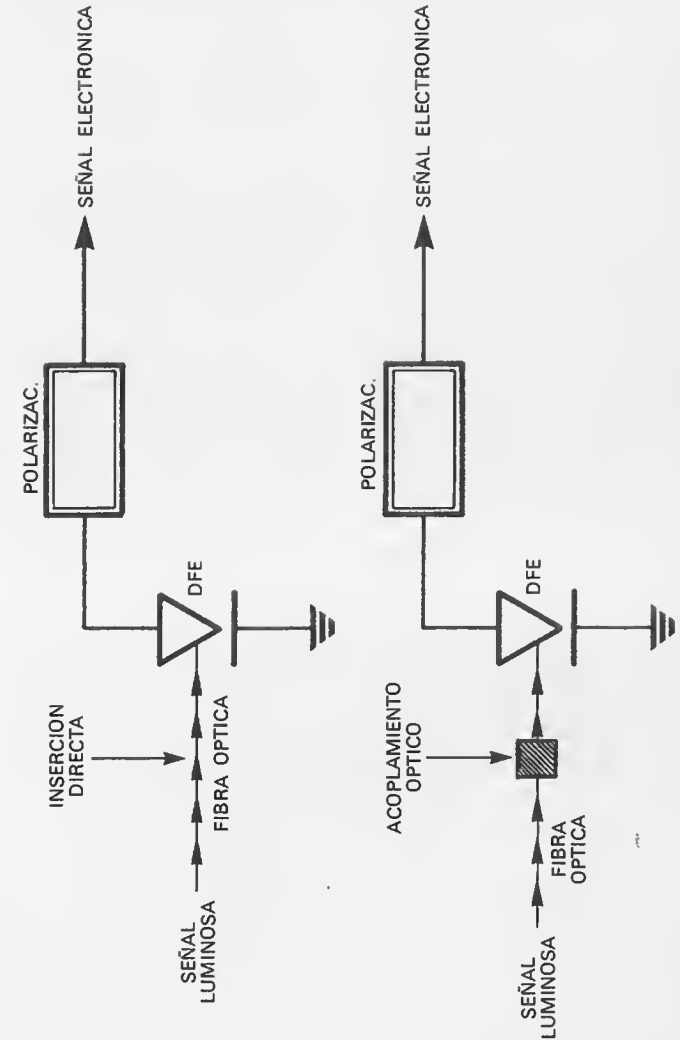 SEÑAL
LUMINOSA
INSERCION
DIRECTA
FIBRA OPTICA
DFE
POLARIZAC.
SEÑAL ELECTRONICA
SEÑAL
LUMINOSA
FIBRA
OPTICA
ACOPLAMIENTO
OPTICO
DFE
POLARIZAC.
SEÑAL ELECTRONICA